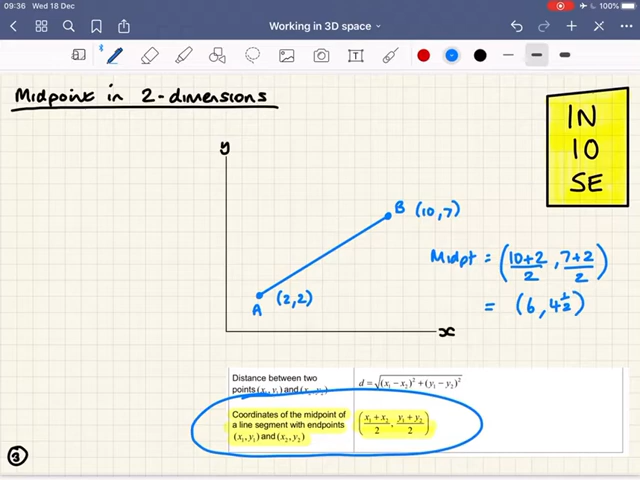 09:36 Wed 18 Dec
100%
Working in 3D space
Midpoint in 2-dimensions
IN
10
SE
y
B (10,7)
A (2,2)
x
Midpt = (10+2/2, 7+2/2)
= (6, 4½)
Distance between two
points (x₁, y₁) and (x₂, y₂)
d = √(x₁ − x₂)² + (y₁ − y₂)²
Coordinates of the midpoint of
a line segment with endpoints
(x₁, y₁) and (x₂, y₂)
(x₁ + x₂/2, y₁ + y₂/2)
3